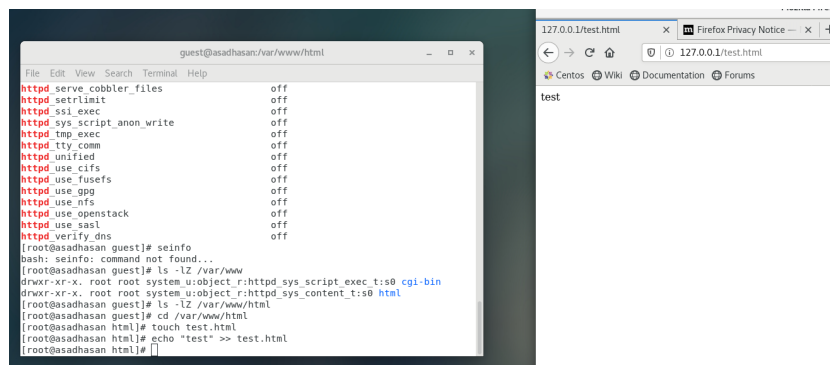 guest@asadhasan:/var/www/html
File Edit View Search Terminal Help
httpd_serve_cobbler_files off
httpd_setrlimit off
httpd_ssi_exec off
httpd_sys_script_anon_write off
httpd_tmp_exec off
httpd_tty_comm off
httpd_unified off
httpd_use_cifs off
httpd_use_fusefs off
httpd_use_gpg off
httpd_use_nfs off
httpd_use_openstack off
httpd_use_sasl off
httpd_verify_dns off
[root@asadhasan guest]# seinfo
bash: seinfo: command not found...
[root@asadhasan guest]# ls -lZ /var/www
drwxr-xr-x. root root system_u:object_r:httpd_sys_script_exec_t:s0 cgi-bin
drwxr-xr-x. root root system_u:object_r:httpd_sys_content_t:s0 html
[root@asadhasan guest]# ls -lZ /var/www/html
[root@asadhasan guest]# cd /var/www/html
[root@asadhasan html]# touch test.html
[root@asadhasan html]# echo "test" >> test.html
[root@asadhasan html]#
127.0.0.1/test.html × m Firefox Privacy Notice — × +
127.0.0.1/test.html
Centos Wiki Documentation Forums
test